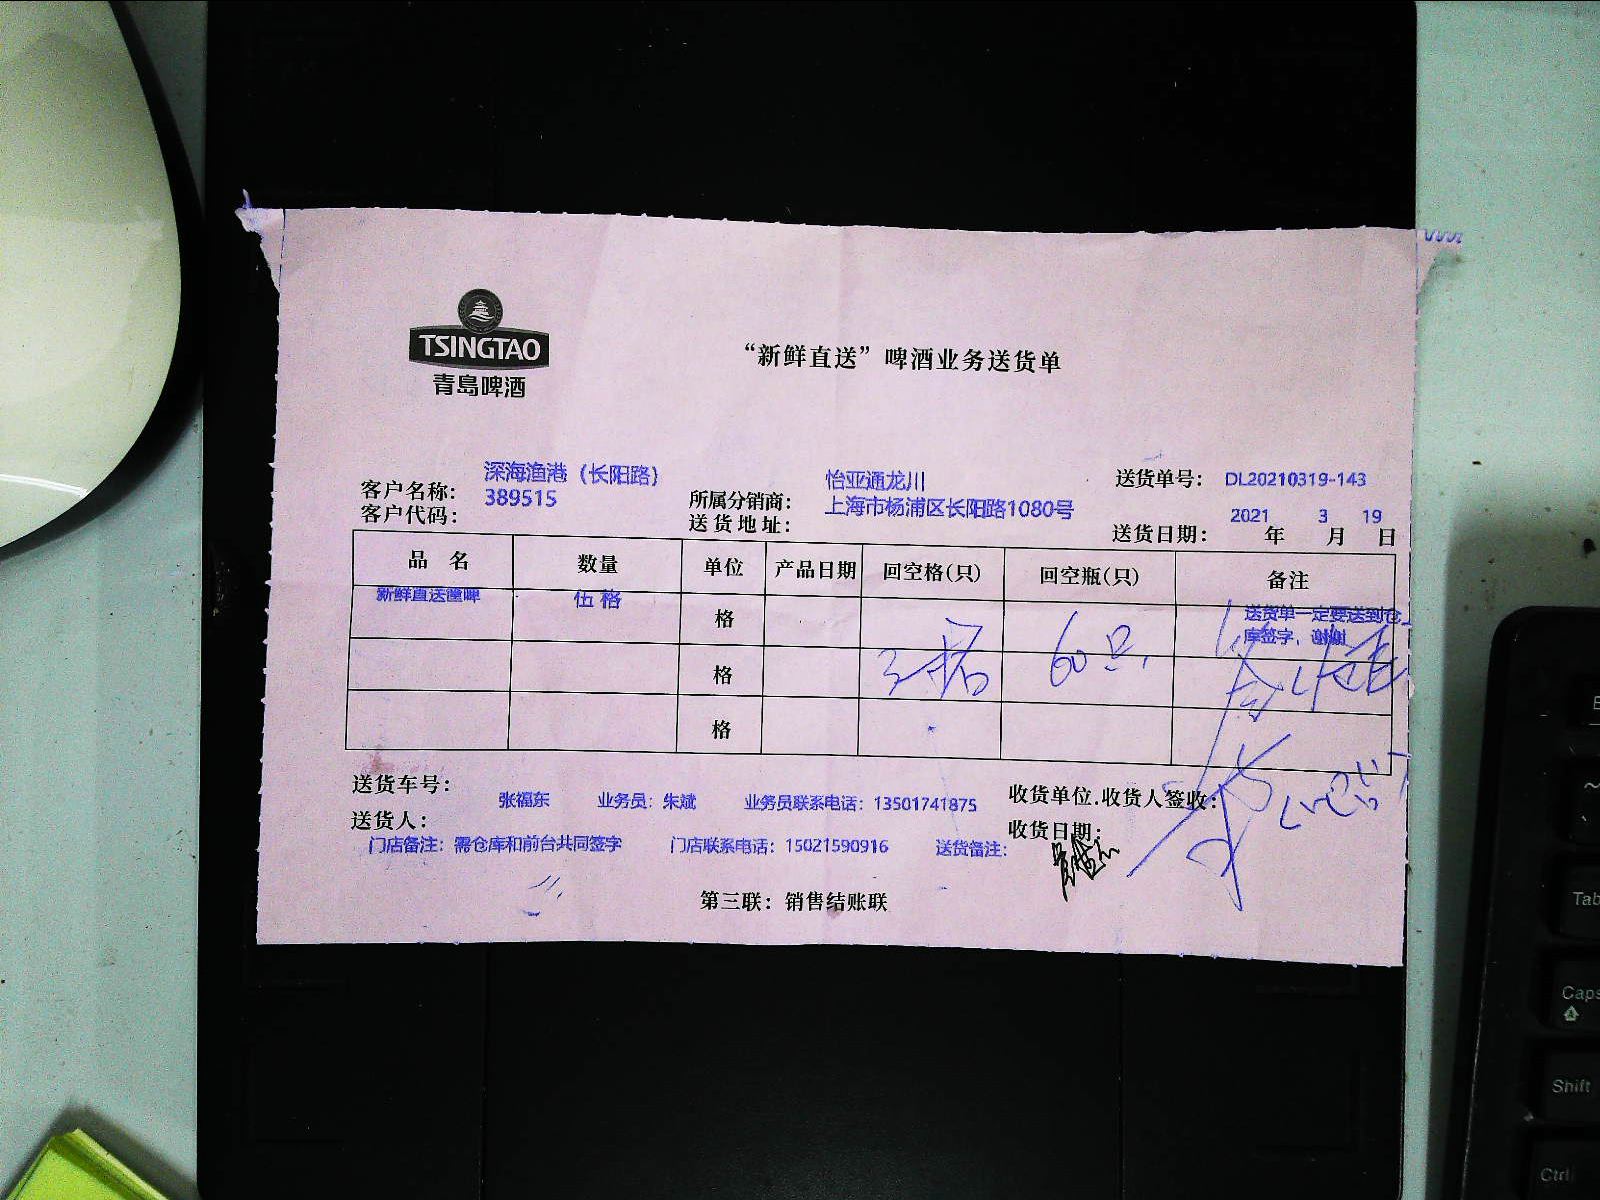 TSINGTAO
青岛啤酒
“新鲜直送”啤酒业务送货单
客户名称： 深海渔港（长阳路） 所属分销商： 怡亚通龙川 送货单号： DL20210319-143
客户代码： 389515 送货地址： 上海市杨浦区长阳路1080号 送货日期： 2021 年 3 月 19 日
品 名 数量 单位 产品日期 回空格(只) 回空瓶(只) 备注
新鲜直送筐啤 伍 格 格 送货单一定要送到仓
库签字，谢谢
格 60只
格
送货车号：
张福东 业务员：朱斌 业务员联系电话：13501741875 收货单位.收货人签收：
送货人： 收货日期：
门店备注：需仓库和前台共同签字 门店联系电话：15021590916 送货备注：
第三联：销售结账联
Tab
Caps
Shift
Ctrl